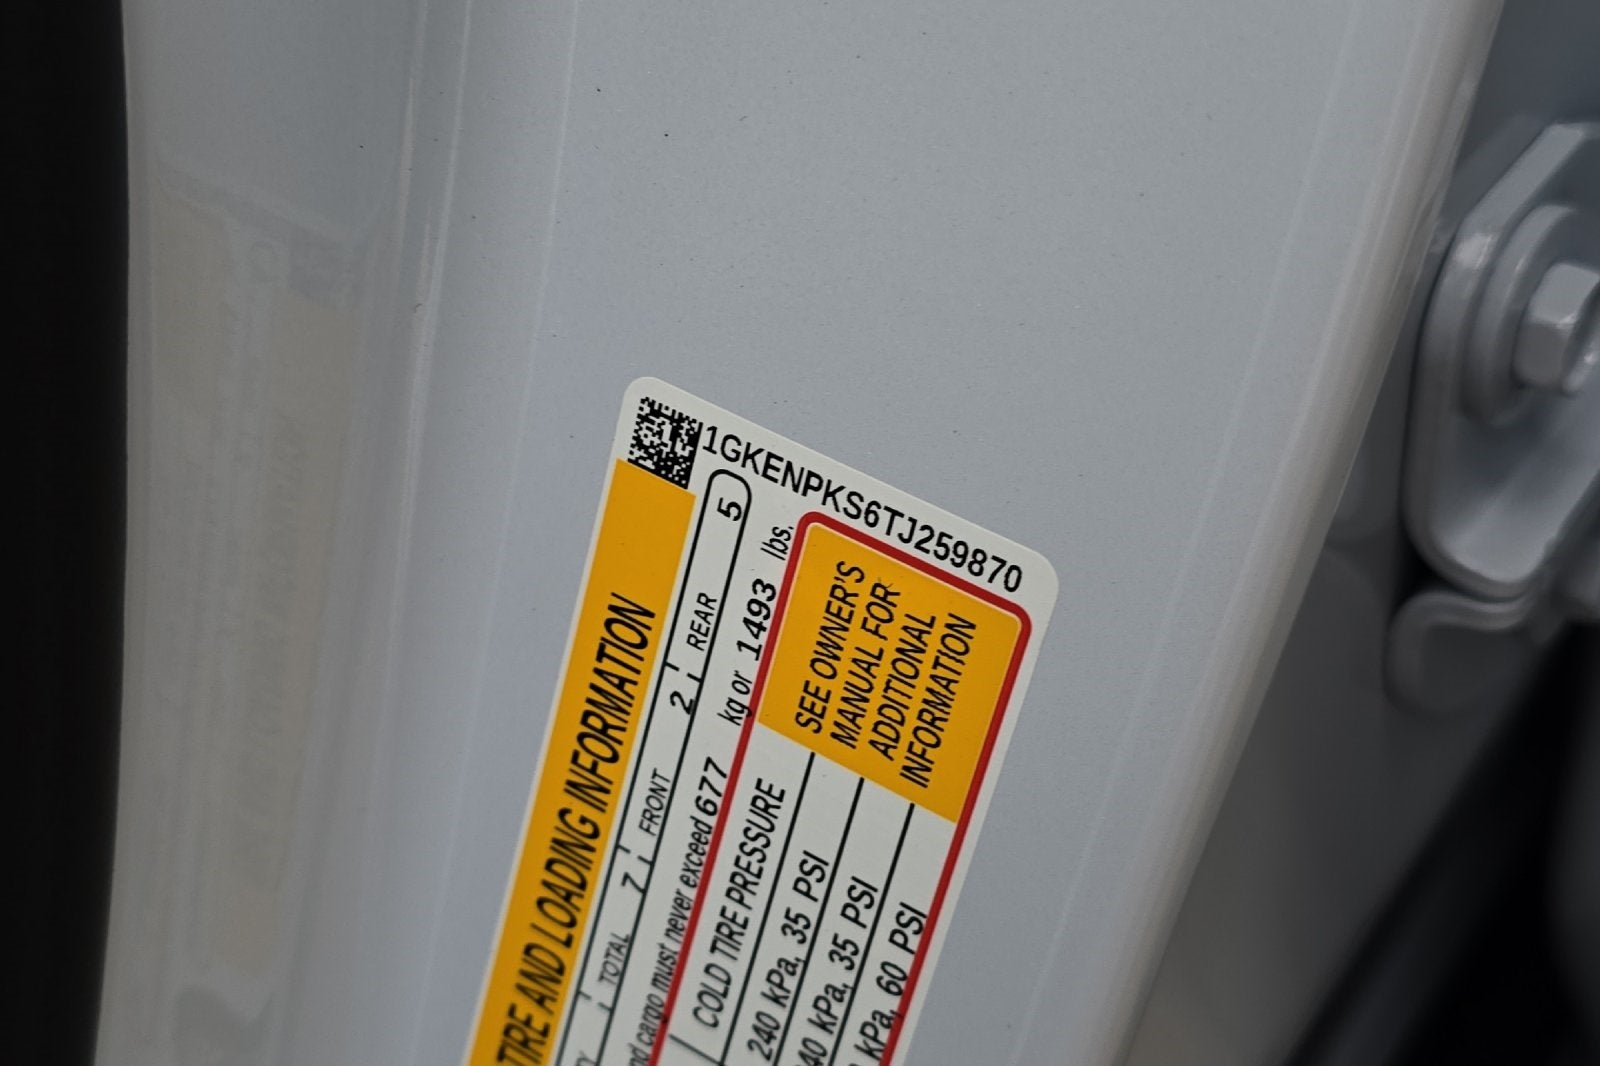 1GKENPKS6TJ259870
TIRE AND LOADING INFORMATION
TOTAL 7 FRONT 2 REAR 5
cargo must never exceed 677 kg or 1493 lbs.
COLD TIRE PRESSURE
240 kPa, 35 PSI
kPa, 35 PSI
kPa, 60 PSI
SEE OWNER'S
MANUAL FOR
ADDITIONAL
INFORMATION